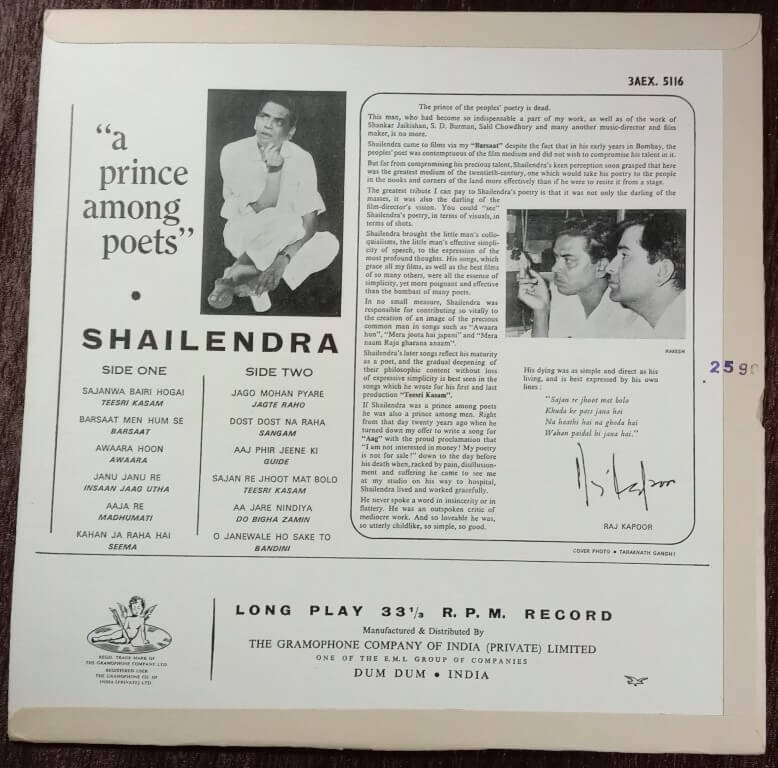 3AEX. 5116
"a
prince
among
poets"
•
SHAILENDRA
SIDE ONE
SAJANWA BAIRI HOGAI
TEESRI KASAM
BARSAAT MEN HUM SE
BARSAAT
AWAARA HOON
AWAARA
JANU JANU RE
INSAAN JAAG UTHA
AAJA RE
MADHUMATI
KAHAN JA RAHA HAI
SEEMA
SIDE TWO
JAGO MOHAN PYARE
JAGTE RAHO
DOST DOST NA RAHA
SANGAM
AAJ PHIR JEENE KI
GUIDE
SAJAN RE JHOOT MAT BOLO
TEESRI KASAM
AA JARE NINDIYA
DO BIGHA ZAMIN
O JANEWALE HO SAKE TO
BANDINI
The prince of the peoples' poetry is dead.
This man, who had become so indispensable a part of my work, as well as of the work of
Shankar Jaikishan, S. D. Burman, Salil Chowdhury and many another music-director and film
maker, is no more.
Shailendra came to films via my "Barsaat" despite the fact that in his early years in Bombay, the
peoples' poet was contemptuous of the film medium and did not wish to compromise his talent in it.
But far from compromising his precious talent, Shailendra's keen perception soon grasped that here
was the greatest medium of the twentieth-century, one which would take his poetry to the people
in the nooks and corners of the land more effectively than if he were to recite it from a stage.
The greatest tribute I can pay to Shailendra's poetry is that it was not only the darling of the
masses, it was also the darling of the
film-director's vision. You could "see"
Shailendra's poetry, in terms of visuals, in
terms of shots.
Shailendra brought the little man's collo-
quialisms, the little man's effective simpli-
city of speech, to the expression of the
most profound thoughts. His songs, which
grace all my films, as well as the best films
of so many others, were all the essence of
simplicity, yet more poignant and effective
than the bombast of many poets.
In no small measure, Shailendra was
responsible for contributing so vitally to
the creation of an image of the precious
common man in songs such as "Awaara
hun", "Mera joota hai japani" and "Mera
naam Raju gharana anaam".
Shailendra's later songs reflect his maturity
as a poet, and the gradual deepening of
their philosophic content without loss
of expressive simplicity is best seen in the
songs which he wrote for his first and last
production "Teesri Kasam".
If Shailendra was a prince among poets
he was also a prince among men. Right
from that day twenty years ago when he
turned down my offer to write a song for
"Aag" with the proud proclamation that
"I am not interested in money! My poetry
is not for sale!" down to the day before
his death when, racked by pain, disillusion-
ment and suffering he came to see me
at my studio on his way to hospital,
Shailendra lived and worked gracefully.
He never spoke a word in insincerity or in
flattery. He was an outspoken critic of
mediocre work. And so loveable he was,
so utterly childlike, so simple, so good.
RAKESH
His dying was as simple and direct as his
living, and is best expressed by his own
lines :
"Sajan re jhoot mat bolo
Khuda ke pass jana hai
Na haathi hai na ghoda hai
Wahan paidal hi jana hai."
Raj Kapoor
RAJ KAPOOR
2590
COVER PHOTO • TARAKNATH GANDHI
REGD. TRADE MARK OF
THE GRAMOPHONE COMPANY LTD
REGISTERED USER
THE GRAMOPHONE CO. OF
INDIA (PRIVATE) LTD.
LONG PLAY 33⅓ R. P. M. RECORD
Manufactured & Distributed By
THE GRAMOPHONE COMPANY OF INDIA (PRIVATE) LIMITED
ONE OF THE E.M.I. GROUP OF COMPANIES
DUM DUM • INDIA